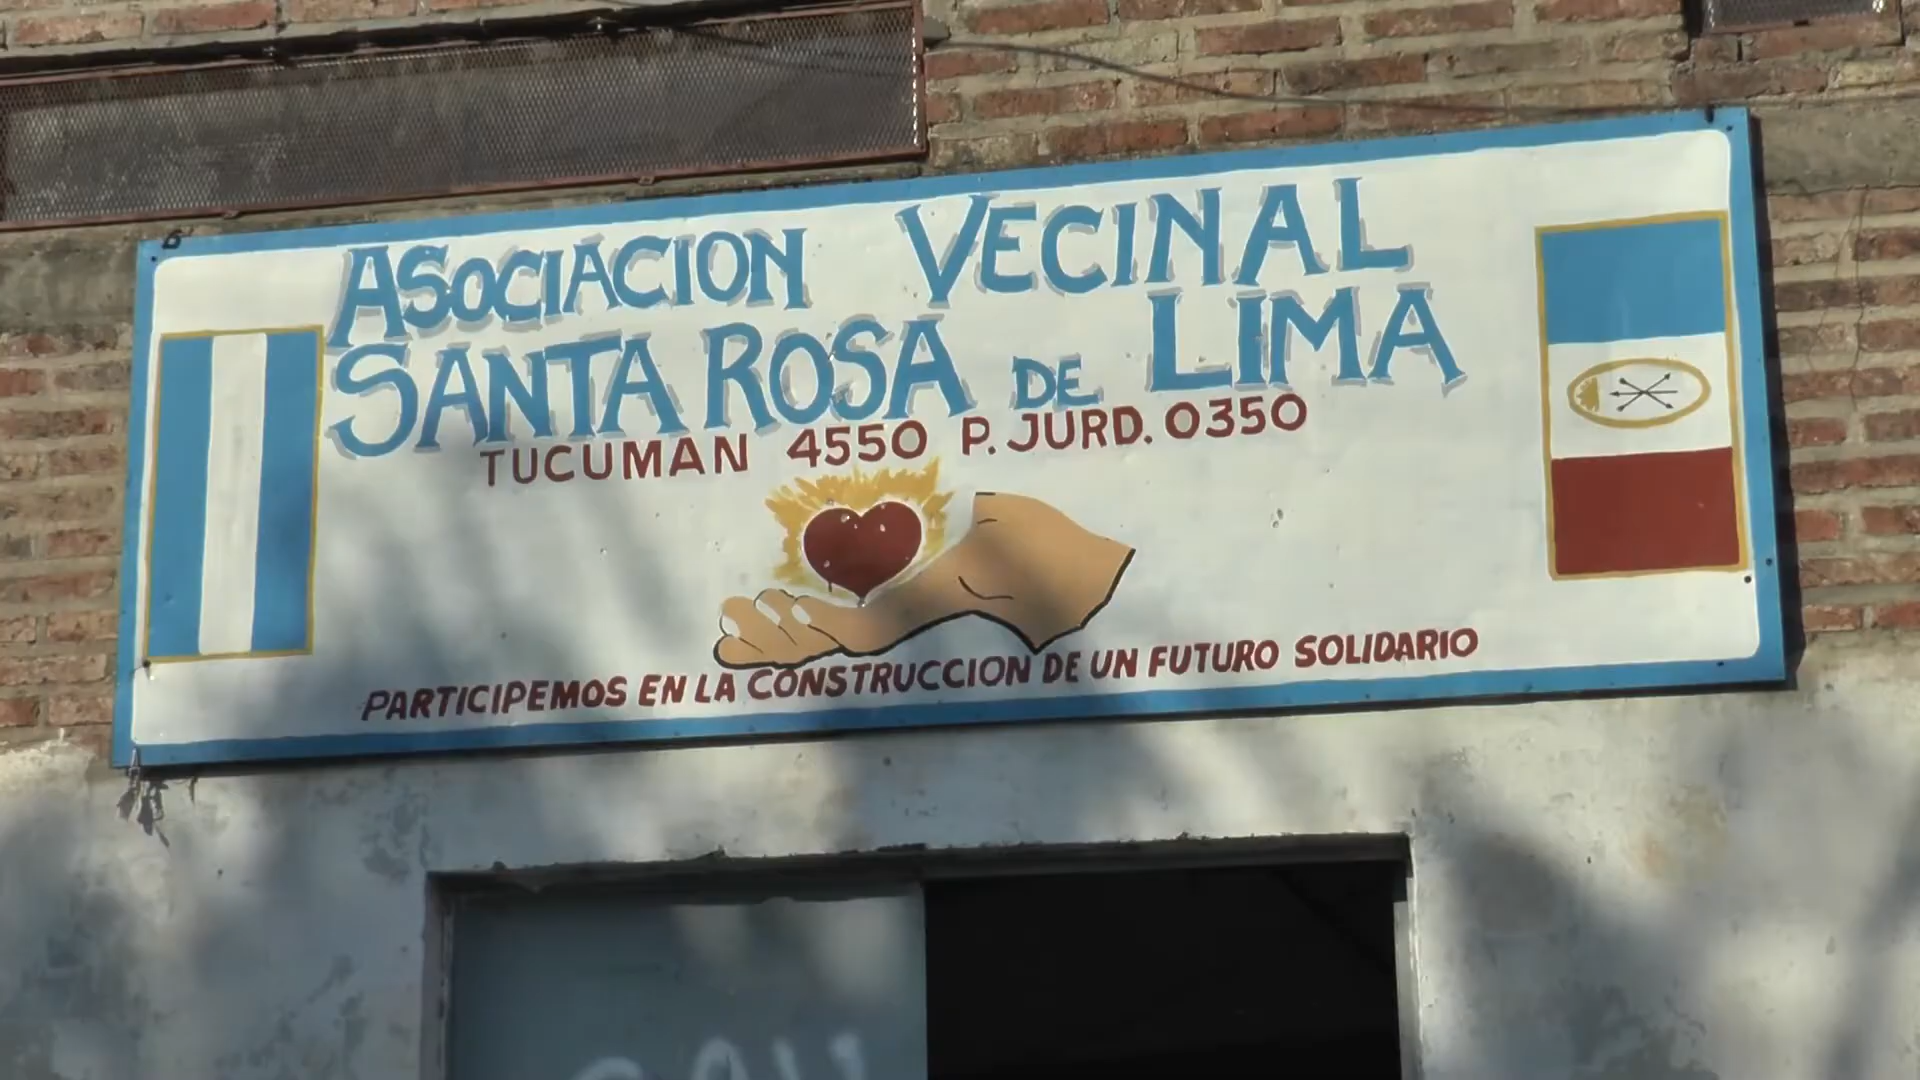 ASOCIACION VECINAL
SANTA ROSA DE LIMA
TUCUMAN 4550 P. JURD. 0350
PARTICIPEMOS EN LA CONSTRUCCION DE UN FUTURO SOLIDARIO